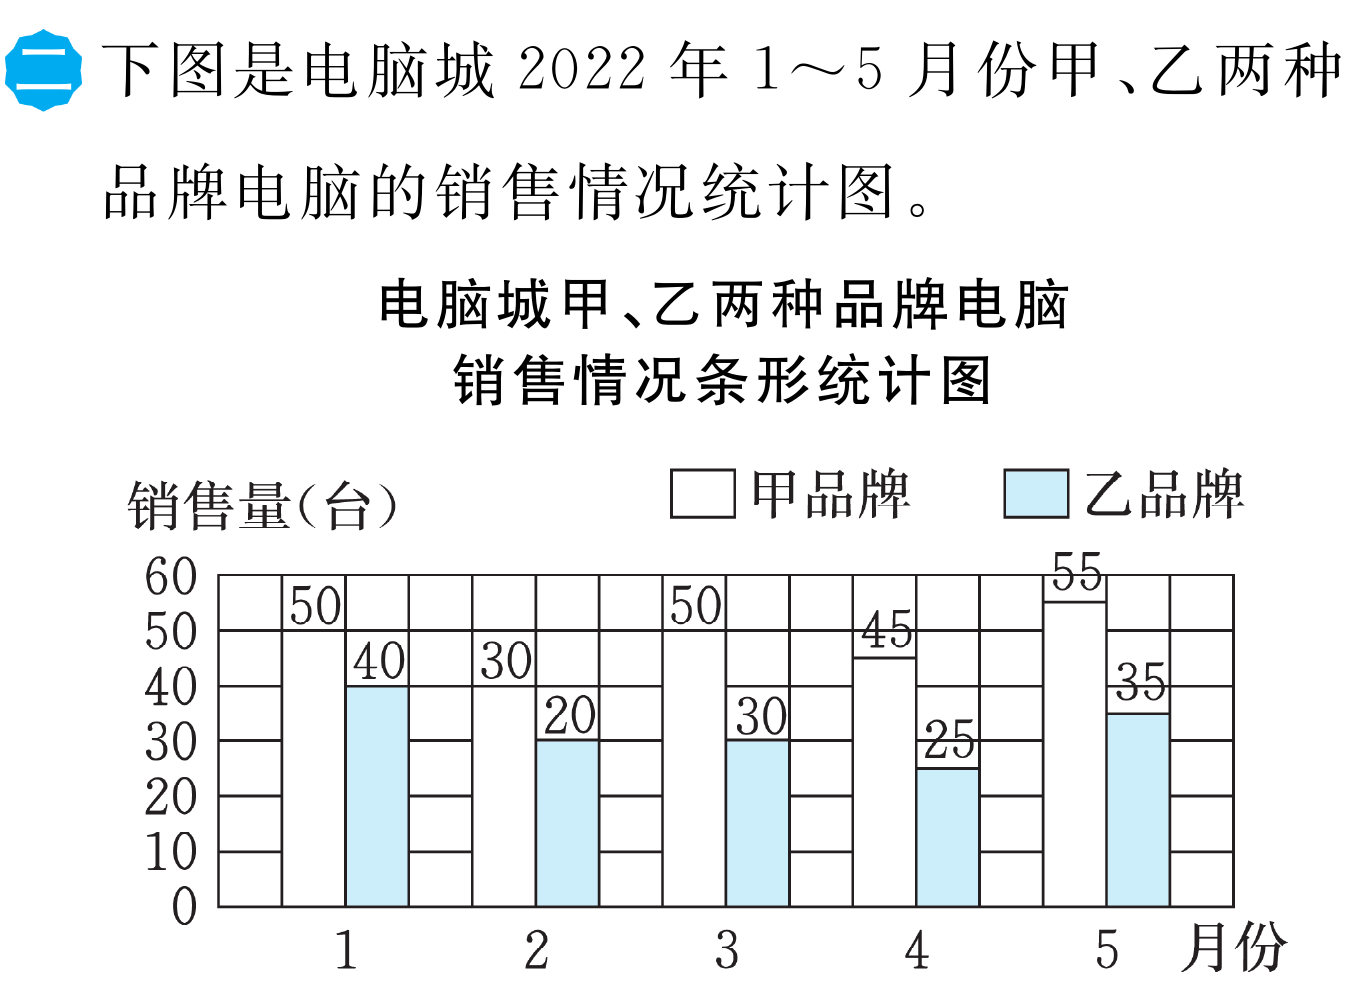 二 下图是电脑城 2022 年 1～5 月份甲、乙两种
品牌电脑的销售情况统计图。
电脑城甲、乙两种品牌电脑
销售情况条形统计图
销售量(台) 甲品牌 乙品牌
60
50
40
30
20
10
0
50 40 30 20 50 30 45 25 55 35
1 2 3 4 5 月份